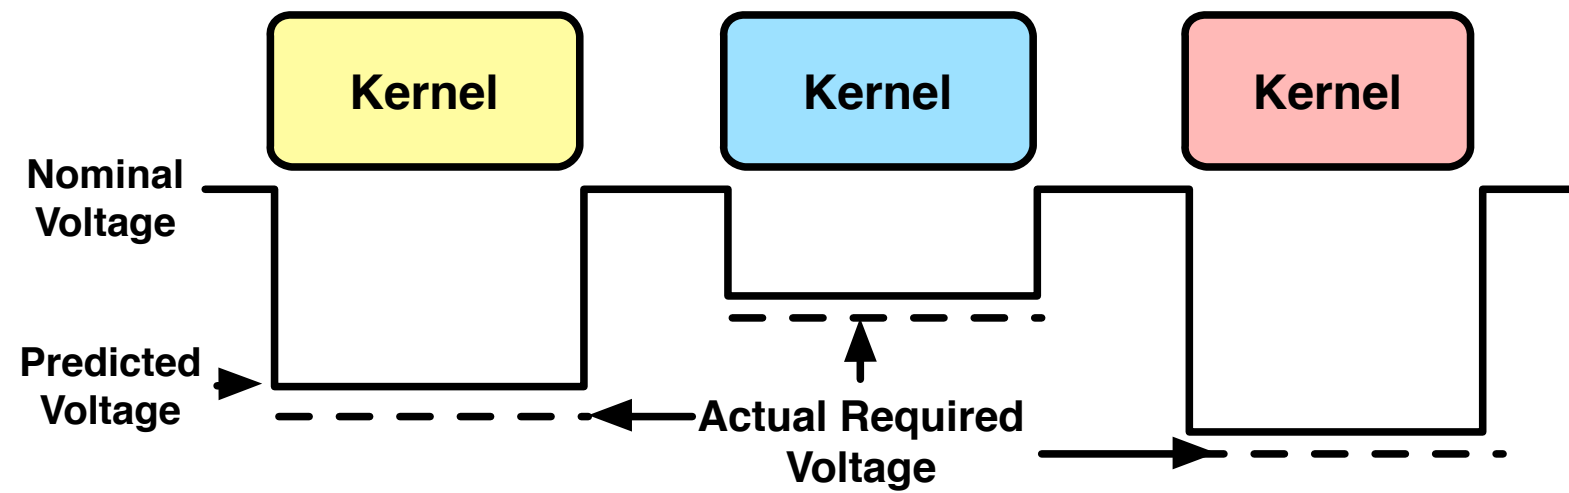 Kernel
Kernel
Kernel
Nominal
Voltage
Predicted
Voltage
Actual Required
Voltage